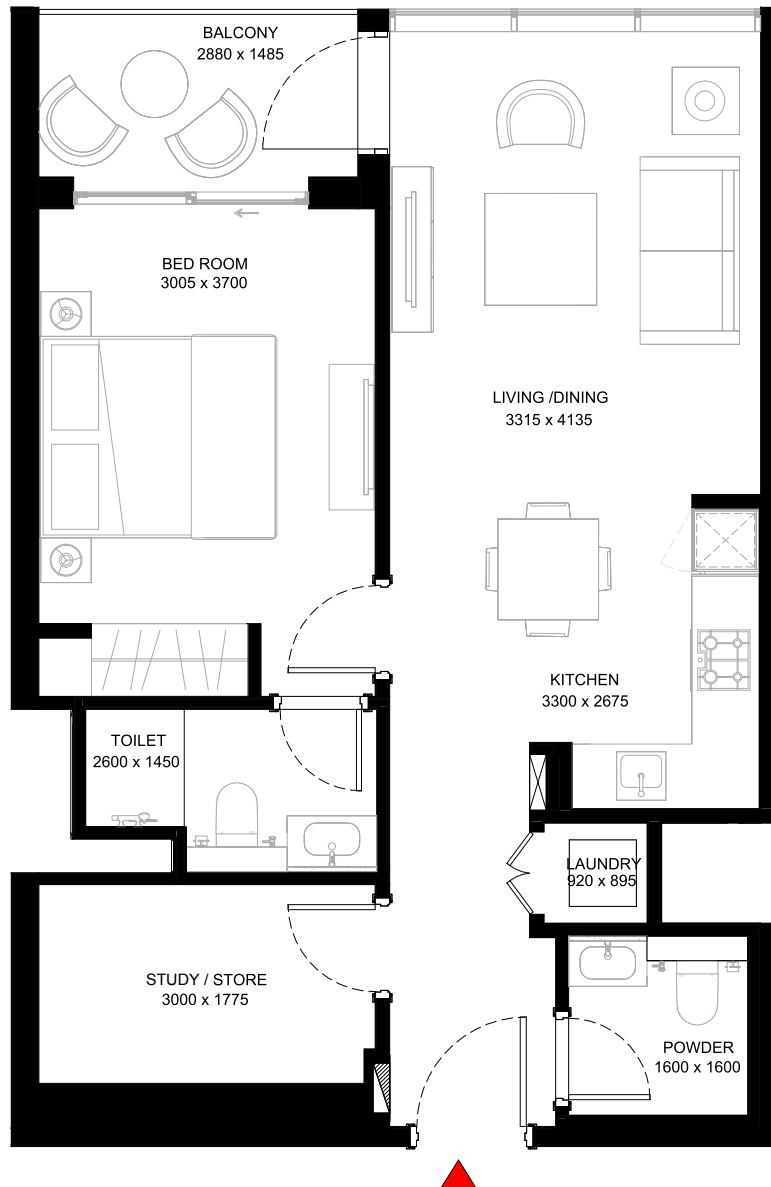 BALCONY
2880 x 1485
BED ROOM
3005 x 3700
LIVING /DINING
3315 x 4135
KITCHEN
3300 x 2675
TOILET
2600 x 1450
LAUNDRY
920 x 895
STUDY / STORE
3000 x 1775
POWDER
1600 x 1600